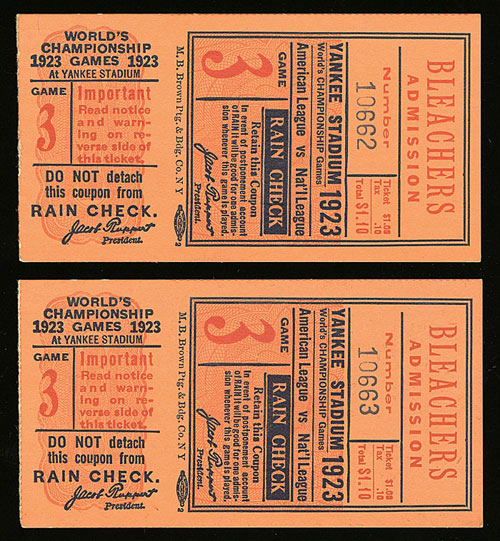 WORLD'S
CHAMPIONSHIP
1923 GAMES 1923
At YANKEE STADIUM
GAME
3
Important
Read notice
and warn-
ing on re-
verse side of
this ticket.
DO NOT detach
this coupon from
RAIN CHECK.
Jacob Ruppert
President.
M. B. Brown Ptg. & Bdg. Co. N Y
2
GAME
3
RAIN CHECK
Retain this Coupon
In event of postponement account
of RAIN it will be good for one admis-
sion whenever this game is played.
Jacob Ruppert
President.
YANKEE STADIUM 1923
World's CHAMPIONSHIP Games
American League vs Nat'l League
Number
10662
Ticket $1.00
Tax .10
Total $1.10
BLEACHERS
ADMISSION
WORLD'S
CHAMPIONSHIP
1923 GAMES 1923
At YANKEE STADIUM
GAME
3
Important
Read notice
and warn-
ing on re-
verse side of
this ticket.
DO NOT detach
this coupon from
RAIN CHECK.
Jacob Ruppert
President.
M. B. Brown Ptg. & Bdg. Co. N Y
2
GAME
3
RAIN CHECK
Retain this Coupon
In event of postponement account
of RAIN it will be good for one admis-
sion whenever this game is played.
Jacob Ruppert
President.
YANKEE STADIUM 1923
World's CHAMPIONSHIP Games
American League vs Nat'l League
Number
10663
Ticket $1.00
Tax .10
Total $1.10
BLEACHERS
ADMISSION